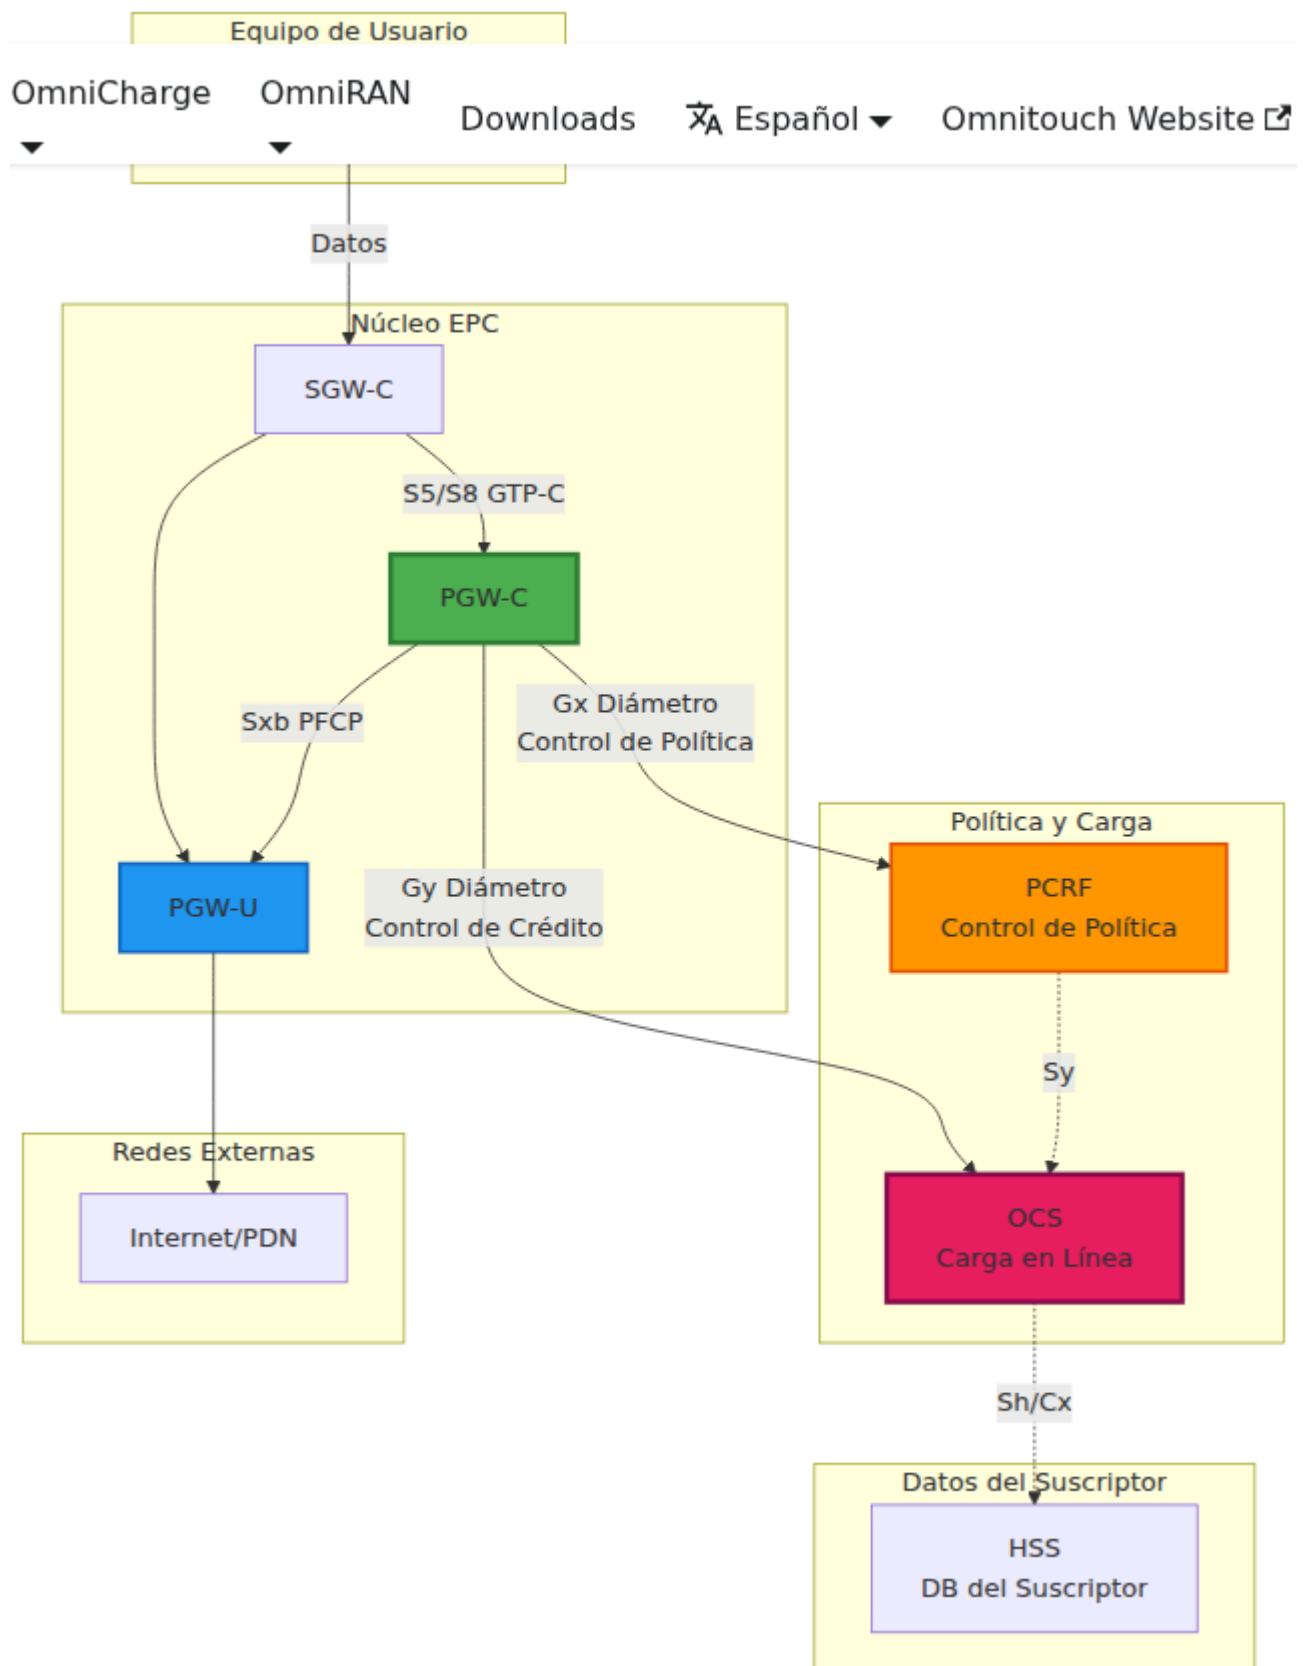 Equipo de Usuario
OmniCharge
OmniRAN
Downloads
Español
Omnitouch Website
Datos
Núcleo EPC
SGW-C
S5/S8 GTP-C
PGW-C
Sxb PFCP
Gx Diámetro
Control de Política
Política y Carga
PCRF
Control de Política
PGW-U
Gy Diámetro
Control de Crédito
Sy
Redes Externas
Internet/PDN
OCS
Carga en Línea
Sh/Cx
Datos del Suscriptor
HSS
DB del Suscriptor